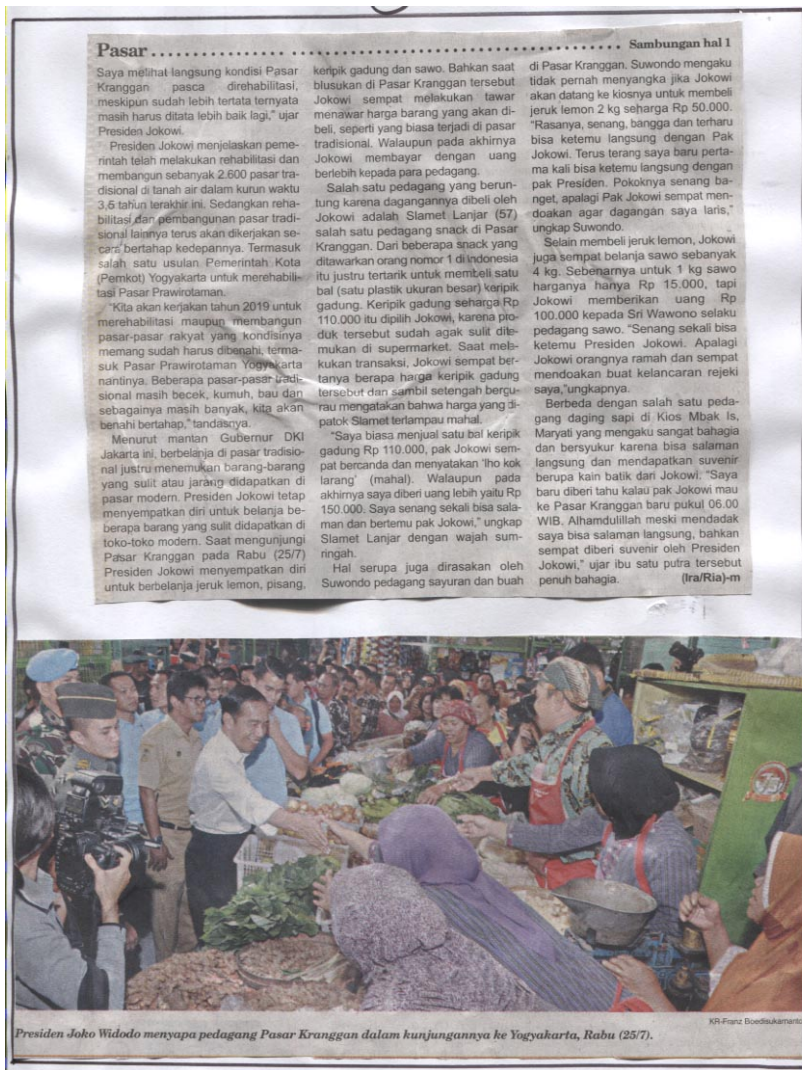 Pasar
Sambungan hal 1
Saya melihat langsung kondisi Pasar
Kranggan pasca direhabilitasi,
meskipun sudah lebih tertata ternyata
masih harus ditata lebih baik lagi," ujar
Presiden Jokowi.
Presiden Jokowi menjelaskan peme-
rintah telah melakukan rehabilitasi dan
membangun sebanyak 2.600 pasar tra-
disional di tanah air dalam kurun waktu
3,5 tahun terakhir ini. Sedangkan reha-
bilitasi dan pembangunan pasar tradi-
sional lainnya terus akan dikerjakan se-
cara bertahap kedepannya. Termasuk
salah satu usulan Pemerintah Kota
(Pemkot) Yogyakarta untuk merehabili-
tasi Pasar Prawirotaman.
"Kita akan kerjakan tahun 2019 untuk
merehabilitasi maupun membangun
pasar-pasar rakyat yang kondisinya
memang sudah harus dibenahi, terma-
suk Pasar Prawirotaman Yogyakarta
nantinya. Beberapa pasar-pasar tradi-
sional masih becek, kumuh, bau dan
sebagainya masih banyak, kita akan
benahi bertahap," tandasnya.
Menurut mantan Gubernur DKI
Jakarta ini, berbelanja di pasar tradisio-
nal justru menemukan barang-barang
yang sulit atau jarang didapatkan di
pasar modern. Presiden Jokowi tetap
menyempatkan diri untuk belanja be-
berapa barang yang sulit didapatkan di
toko-toko modern. Saat mengunjungi
Pasar Kranggan pada Rabu (25/7)
Presiden Jokowi menyempatkan diri
untuk berbelanja jeruk lemon, pisang,
keripik gadung dan sawo. Bahkan saat
blusukan di Pasar Kranggan tersebut
Jokowi sempat melakukan tawar
menawar harga barang yang akan di-
beli, seperti yang biasa terjadi di pasar
tradisional. Walaupun pada akhirnya
Jokowi membayar dengan uang
berlebih kepada para pedagang.
Salah satu pedagang yang berun-
tung karena dagangannya dibeli oleh
Jokowi adalah Slamet Lanjar (57)
salah satu pedagang snack di Pasar
Kranggan. Dari beberapa snack yang
ditawarkan orang nomor 1 di Indonesia
itu justru tertarik untuk membeli satu
bal (satu plastik ukuran besar) keripik
gadung. Keripik gadung seharga Rp
110.000 itu dipilih Jokowi, karena pro-
duk tersebut sudah agak sulit dite-
mukan di supermarket. Saat mela-
kukan transaksi, Jokowi sempat ber-
tanya berapa harga keripik gadung
tersebut dan sambil setengah bergu-
rau mengatakan bahwa harga yang di-
patok Slamet terlampau mahal.
"Saya biasa menjual satu bal keripik
gadung Rp 110.000, pak Jokowi sem-
pat bercanda dan menyatakan 'lho kok
larang' (mahal). Walaupun pada
akhirnya saya diberi uang lebih yaitu Rp
150.000. Saya senang sekali bisa sala-
man dan bertemu pak Jokowi," ungkap
Slamet Lanjar dengan wajah sum-
ringah.
Hal serupa juga dirasakan oleh
Suwondo pedagang sayuran dan buah
di Pasar Kranggan. Suwondo mengaku
tidak pernah menyangka jika Jokowi
akan datang ke kiosnya untuk membeli
jeruk lemon 2 kg seharga Rp 50.000.
"Rasanya, senang, bangga dan terharu
bisa ketemu langsung dengan Pak
Jokowi. Terus terang saya baru perta-
ma kali bisa ketemu langsung dengan
pak Presiden. Pokoknya senang ba-
nget, apalagi Pak Jokowi sempat men-
doakan agar dagangan saya laris,"
ungkap Suwondo.
Selain membeli jeruk lemon, Jokowi
juga sempat belanja sawo sebanyak
4 kg. Sebenarnya untuk 1 kg sawo
harganya hanya Rp 15.000, tapi
Jokowi memberikan uang Rp
100.000 kepada Sri Wawono selaku
pedagang sawo. "Senang sekali bisa
ketemu Presiden Jokowi. Apalagi
Jokowi orangnya ramah dan sempat
mendoakan buat kelancaran rejeki
saya,"ungkapnya.
Berbeda dengan salah satu peda-
gang daging sapi di Kios Mbak Is,
Maryati yang mengaku sangat bahagia
dan bersyukur karena bisa salaman
langsung dan mendapatkan suvenir
berupa kain batik dari Jokowi. "Saya
baru diberi tahu kalau pak Jokowi mau
ke Pasar Kranggan baru pukul 06.00
WIB. Alhamdulillah meski mendadak
saya bisa salaman langsung, bahkan
sempat diberi suvenir oleh Presiden
Jokowi," ujar ibu satu putra tersebut
penuh bahagia.
(Ira/Ria)-m
KR-Franz Boedisukarnanto
Presiden Joko Widodo menyapa pedagang Pasar Kranggan dalam kunjungannya ke Yogyakarta, Rabu (25/7).